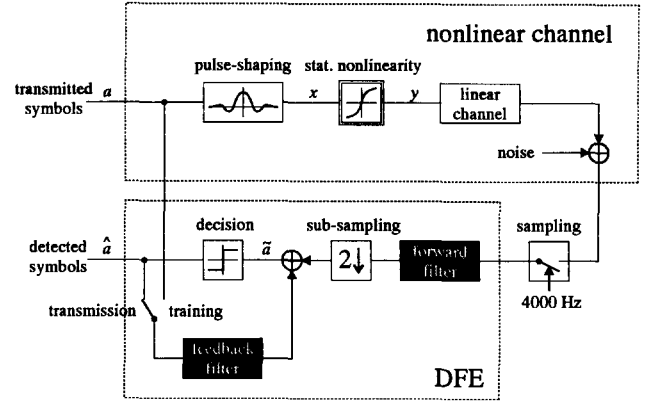 nonlinear channel
pulse-shaping
stat. nonlinearity
transmitted
symbols
a
x
y
linear
channel
noise
decision
sub-sampling
sampling
detected
symbols
â
ã
2↓
forward
filter
4000 Hz
transmission
training
feedback
filter
DFE